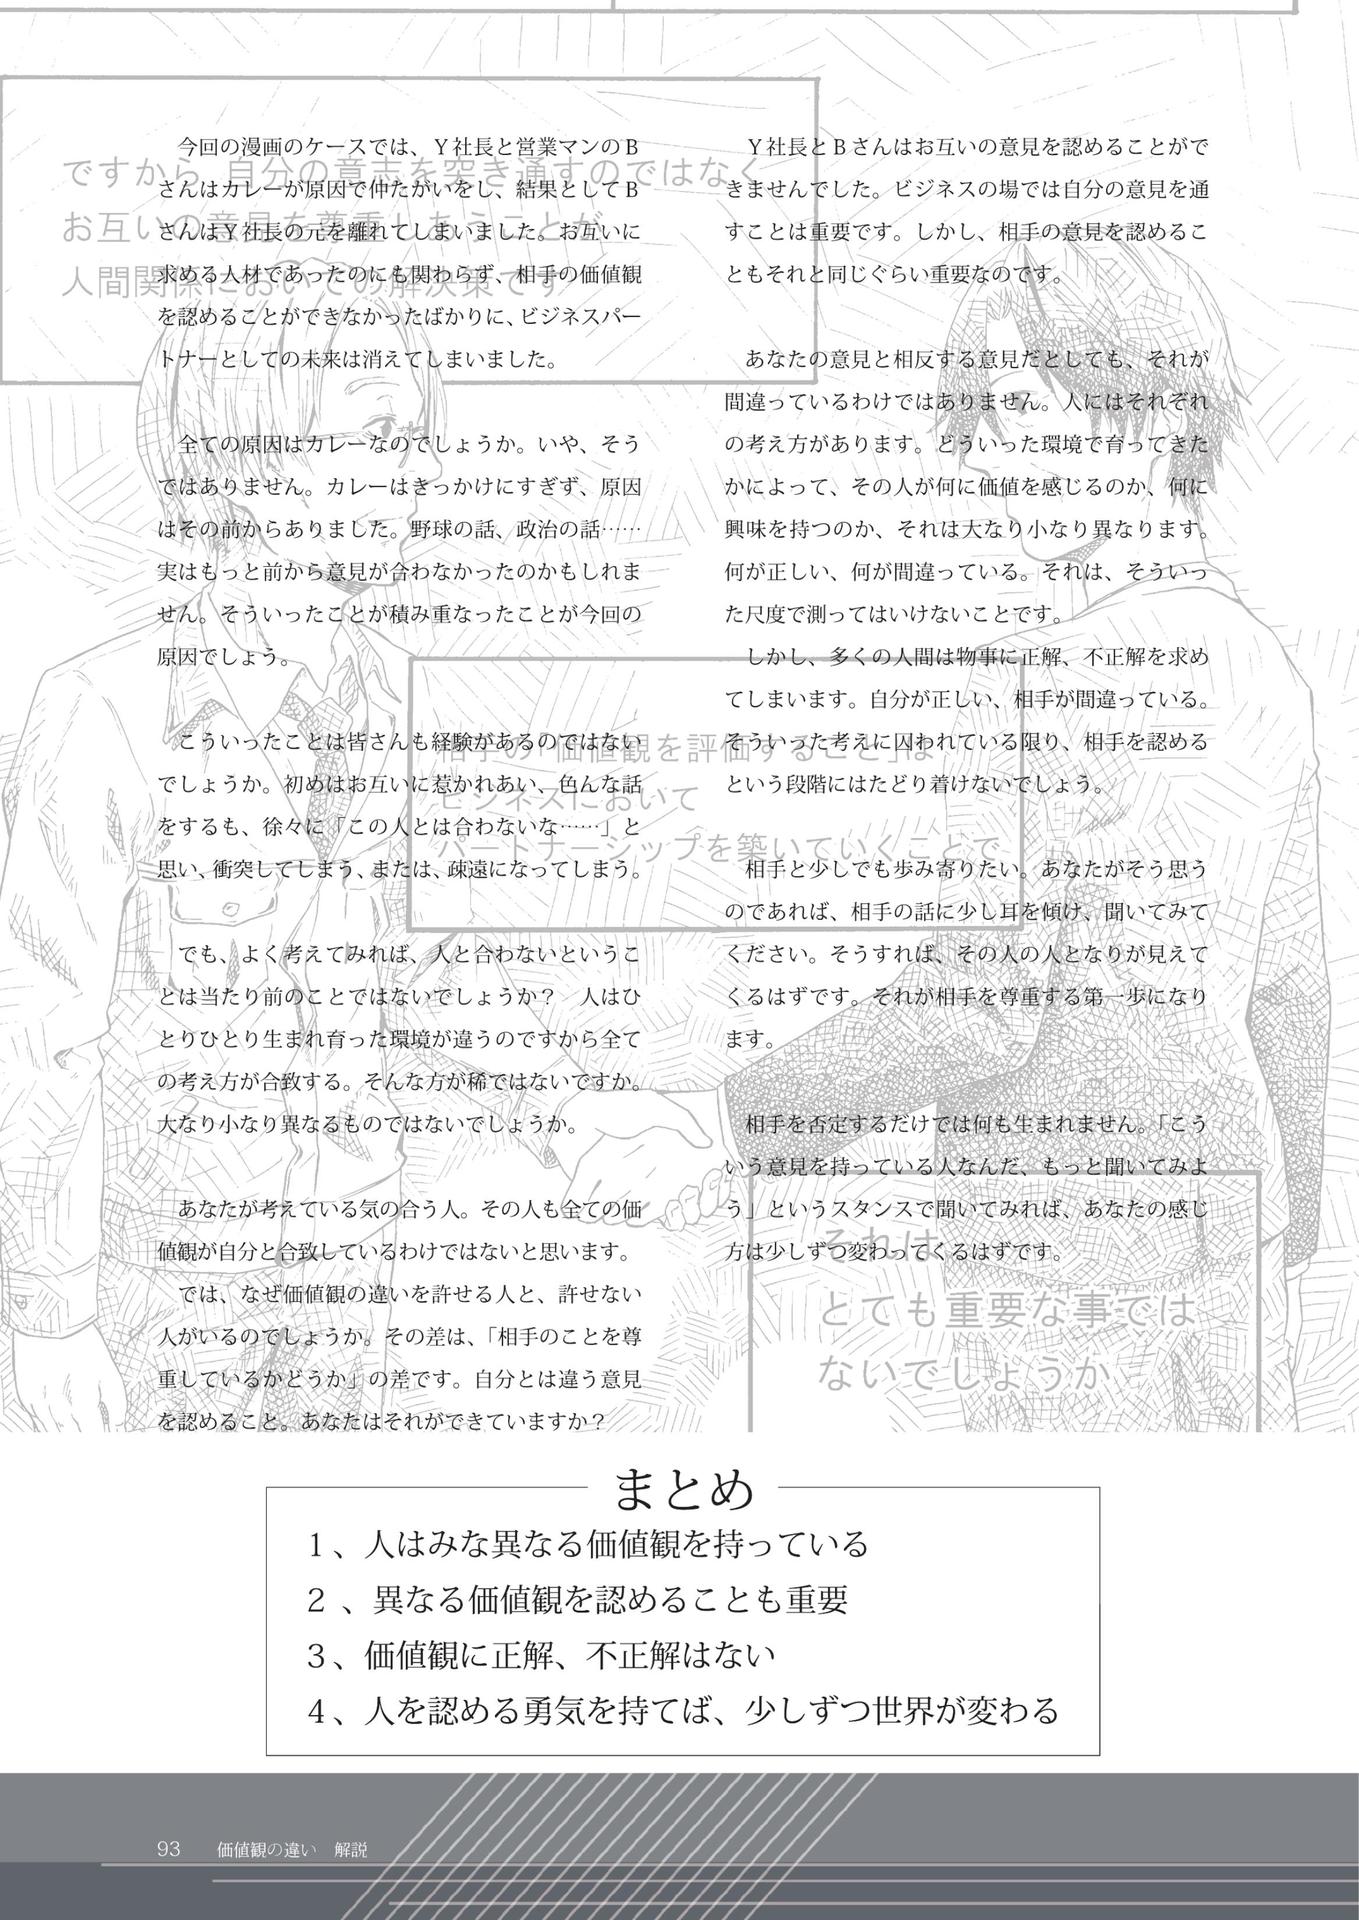 今回の漫画のケースでは、Ｙ社長と営業マンのＢ
さんはカレーが原因で仲たがいをし、結果としてＢ
さんはＹ社長の元を離れてしまいました。お互いに
求める人材であったのにも関わらず、相手の価値観
を認めることができなかったばかりに、ビジネスパー
トナーとしての未来は消えてしまいました。
全ての原因はカレーなのでしょうか。いや、そう
ではありません。カレーはきっかけにすぎず、原因
はその前からありました。野球の話、政治の話……
実はもっと前から意見が合わなかったのかもしれま
せん。そういったことが積み重なったことが今回の
原因でしょう。
こういったことは皆さんも経験があるのではない
でしょうか。初めはお互いに惹かれあい、色んな話
をするも、徐々に「この人とは合わないな……」と
思い、衝突してしまう、または、疎遠になってしまう。
でも、よく考えてみれば、人と合わないというこ
とは当たり前のことではないでしょうか？　人はひ
とりひとり生まれ育った環境が違うのですから全て
の考え方が合致する。そんな方が稀ではないですか。
大なり小なり異なるものではないでしょうか。
あなたが考えている気の合う人。その人も全ての価
値観が自分と合致しているわけではないと思います。
では、なぜ価値観の違いを許せる人と、許せない
人がいるのでしょうか。その差は、「相手のことを尊
重しているかどうか」の差です。自分とは違う意見
を認めること。あなたはそれができていますか？
Ｙ社長とＢさんはお互いの意見を認めることがで
きませんでした。ビジネスの場では自分の意見を通
すことは重要です。しかし、相手の意見を認めるこ
ともそれと同じぐらい重要なのです。
あなたの意見と相反する意見だとしても、それが
間違っているわけではありません。人にはそれぞれ
の考え方があります。どういった環境で育ってきた
かによって、その人が何に価値を感じるのか、何に
興味を持つのか、それは大なり小なり異なります。
何が正しい、何が間違っている。それは、そういっ
た尺度で測ってはいけないことです。
しかし、多くの人間は物事に正解、不正解を求め
てしまいます。自分が正しい、相手が間違っている。
そういった考えに囚われている限り、相手を認める
という段階にはたどり着けないでしょう。
相手と少しでも歩み寄りたい。あなたがそう思う
のであれば、相手の話に少し耳を傾け、聞いてみて
ください。そうすれば、その人の人となりが見えて
くるはずです。それが相手を尊重する第一歩になり
ます。
相手を否定するだけでは何も生まれません。「こう
いう意見を持っている人なんだ、もっと聞いてみよ
う」というスタンスで聞いてみれば、あなたの感じ
方は少しずつ変わってくるはずです。
ですから 自分の意志を突き通すのではなく
お互いの意見を尊重しあうことが
人間関係においての解決策です
相手の「価値観を評価すること」は
ビジネスにおいて
パートナーシップを築いていくことで
それは
とても重要な事では
ないでしょうか
まとめ
１、人はみな異なる価値観を持っている
２、異なる価値観を認めることも重要
３、価値観に正解、不正解はない
４、人を認める勇気を持てば、少しずつ世界が変わる
93　価値観の違い　解説